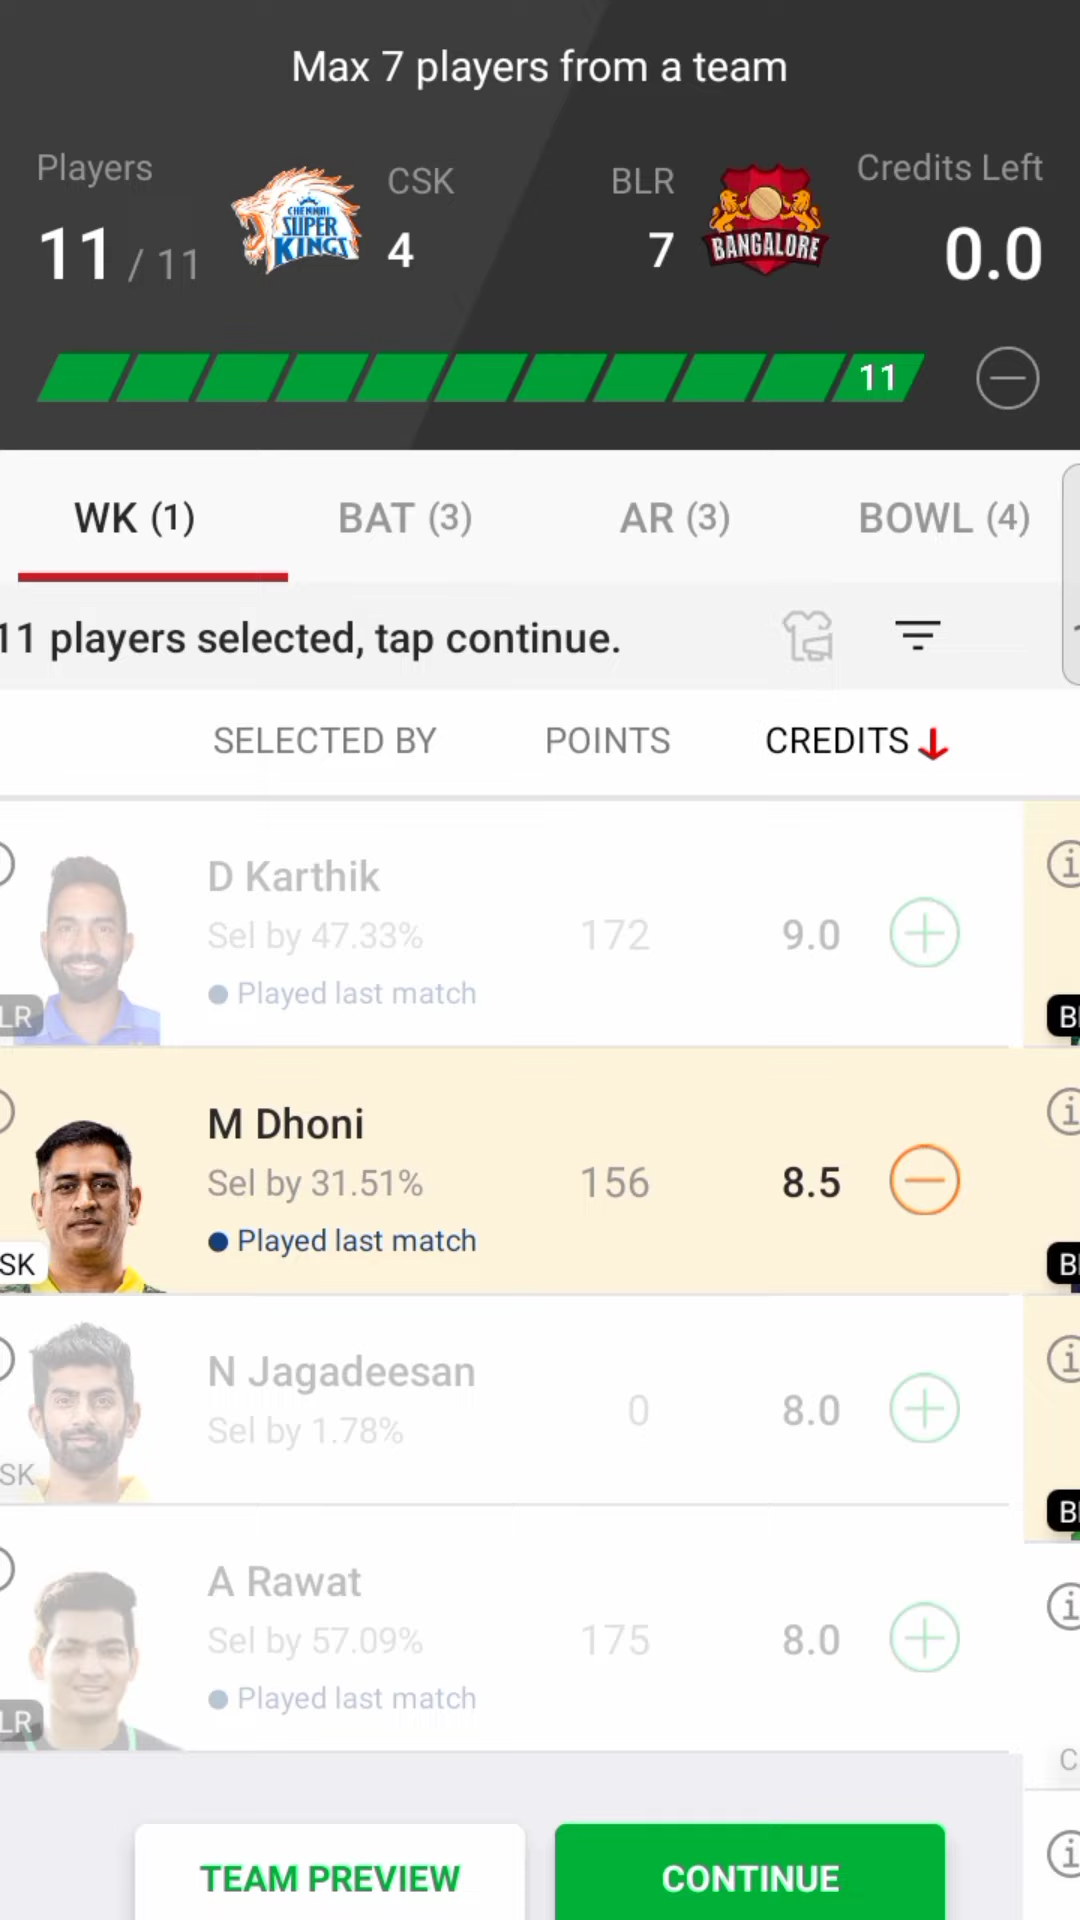 Max 7 players from a team
Players CSK BLR Credits Left
11 / 11 4 7 0.0
CHENNAI SUPER KINGS
BANGALORE
11
WK (1) BAT (3) AR (3) BOWL (4)
11 players selected, tap continue.
SELECTED BY POINTS CREDITS
D Karthik
Sel by 47.33% 172 9.0
Played last match
LR
M Dhoni
Sel by 31.51% 156 8.5
Played last match
SK
N Jagadeesan
Sel by 1.78% 0 8.0
SK
A Rawat
Sel by 57.09% 175 8.0
Played last match
LR
C
TEAM PREVIEW CONTINUE